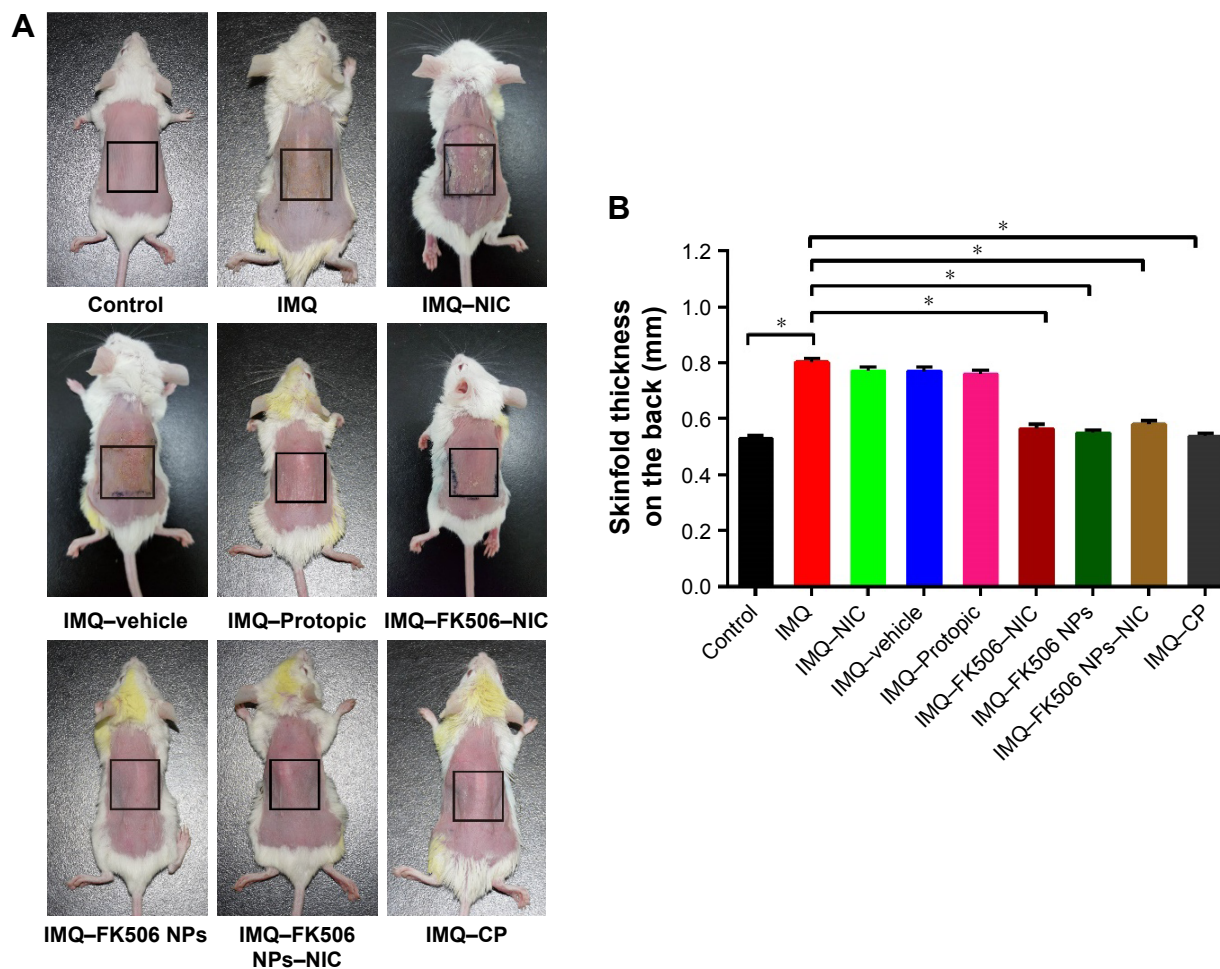 A
Control
IMQ
IMQ–NIC
IMQ–vehicle
IMQ–Protopic
IMQ–FK506–NIC
IMQ–FK506 NPs
IMQ–FK506
NPs–NIC
IMQ–CP
B
Skinfold thickness
on the back (mm)
1.2
1.0
0.8
0.6
0.4
0.2
0.0
*
*
*
*
*
Control
IMQ
IMQ–NIC
IMQ–vehicle
IMQ–Protopic
IMQ–FK506–NIC
IMQ–FK506 NPs
IMQ–FK506 NPs–NIC
IMQ–CP